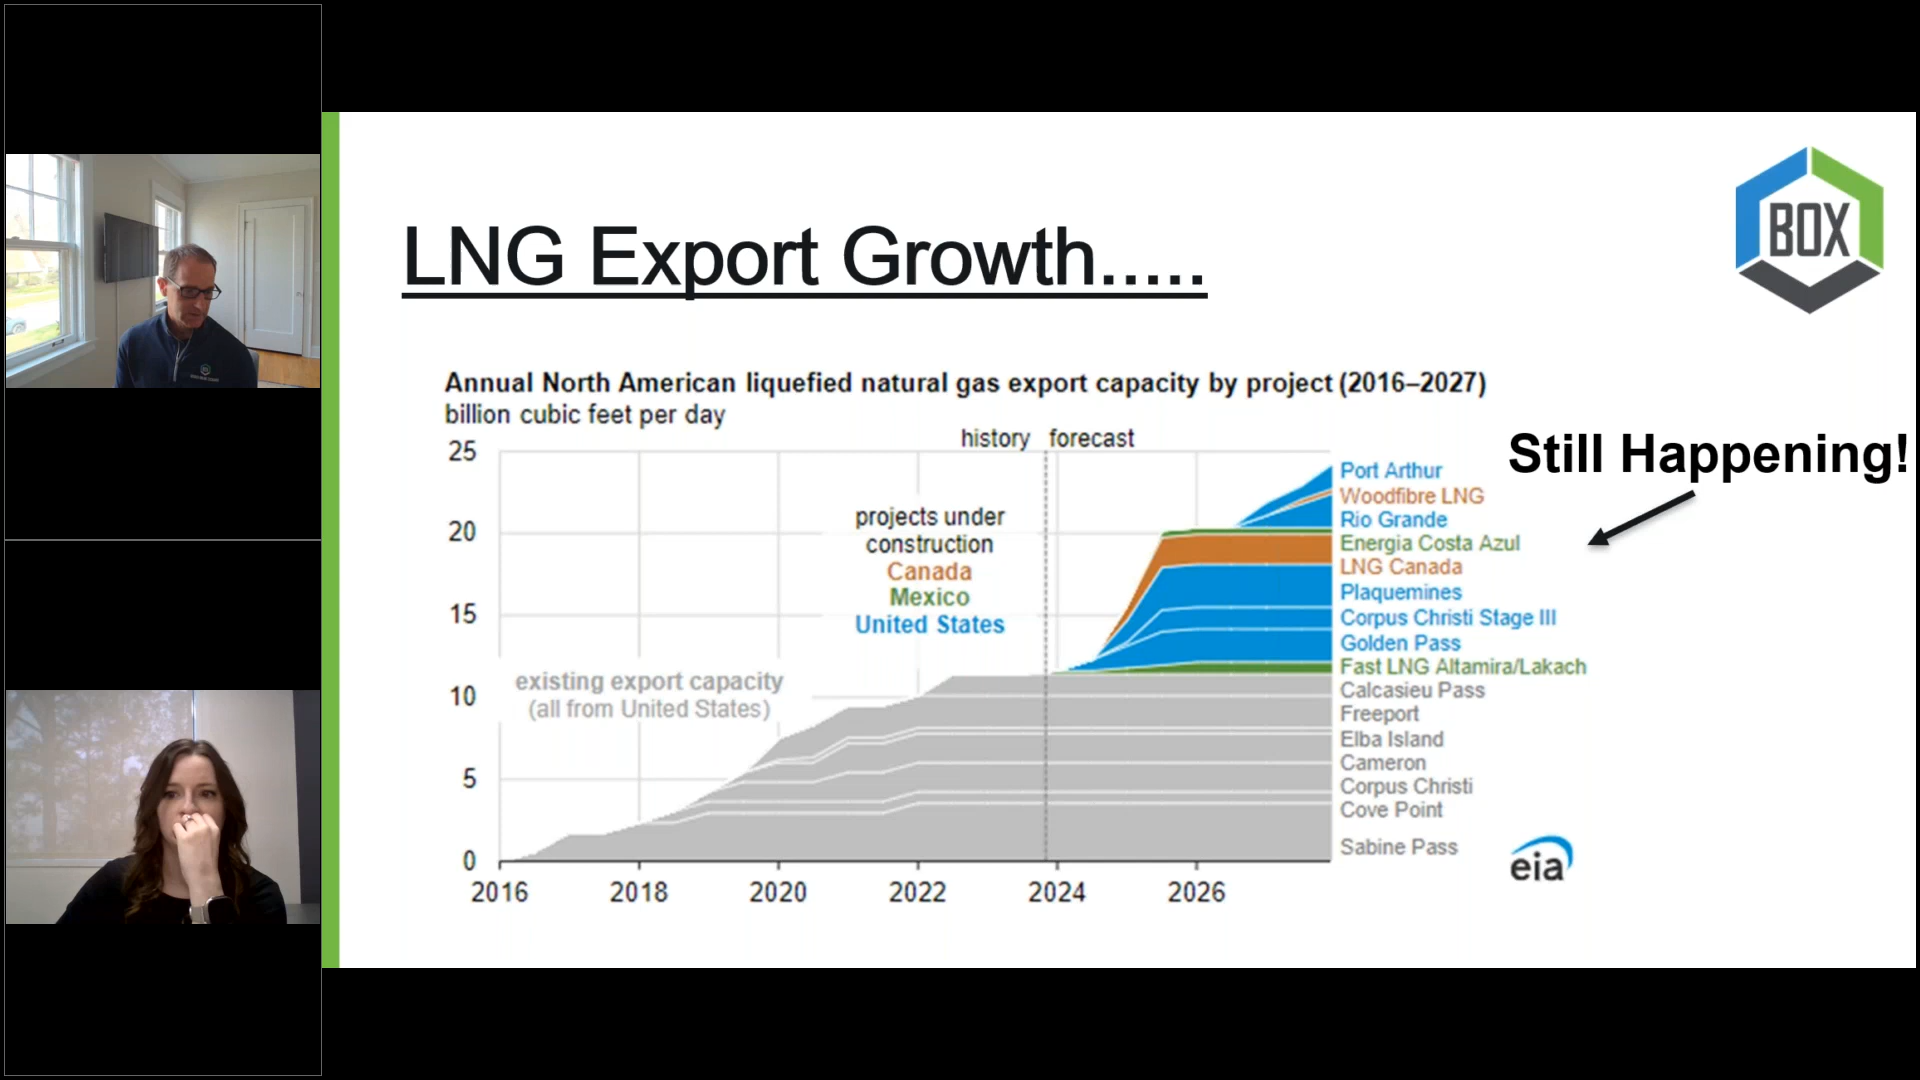 LNG Export Growth.....
BOX
Annual North American liquefied natural gas export capacity by project (2016–2027)
billion cubic feet per day
history
forecast
Still Happening!
25
20
15
10
5
0
projects under
construction
Canada
Mexico
United States
existing export capacity
(all from United States)
Port Arthur
Woodfibre LNG
Rio Grande
Energia Costa Azul
LNG Canada
Plaquemines
Corpus Christi Stage III
Golden Pass
Fast LNG Altamira/Lakach
Calcasieu Pass
Freeport
Elba Island
Cameron
Corpus Christi
Cove Point
Sabine Pass
eia
2016
2018
2020
2022
2024
2026